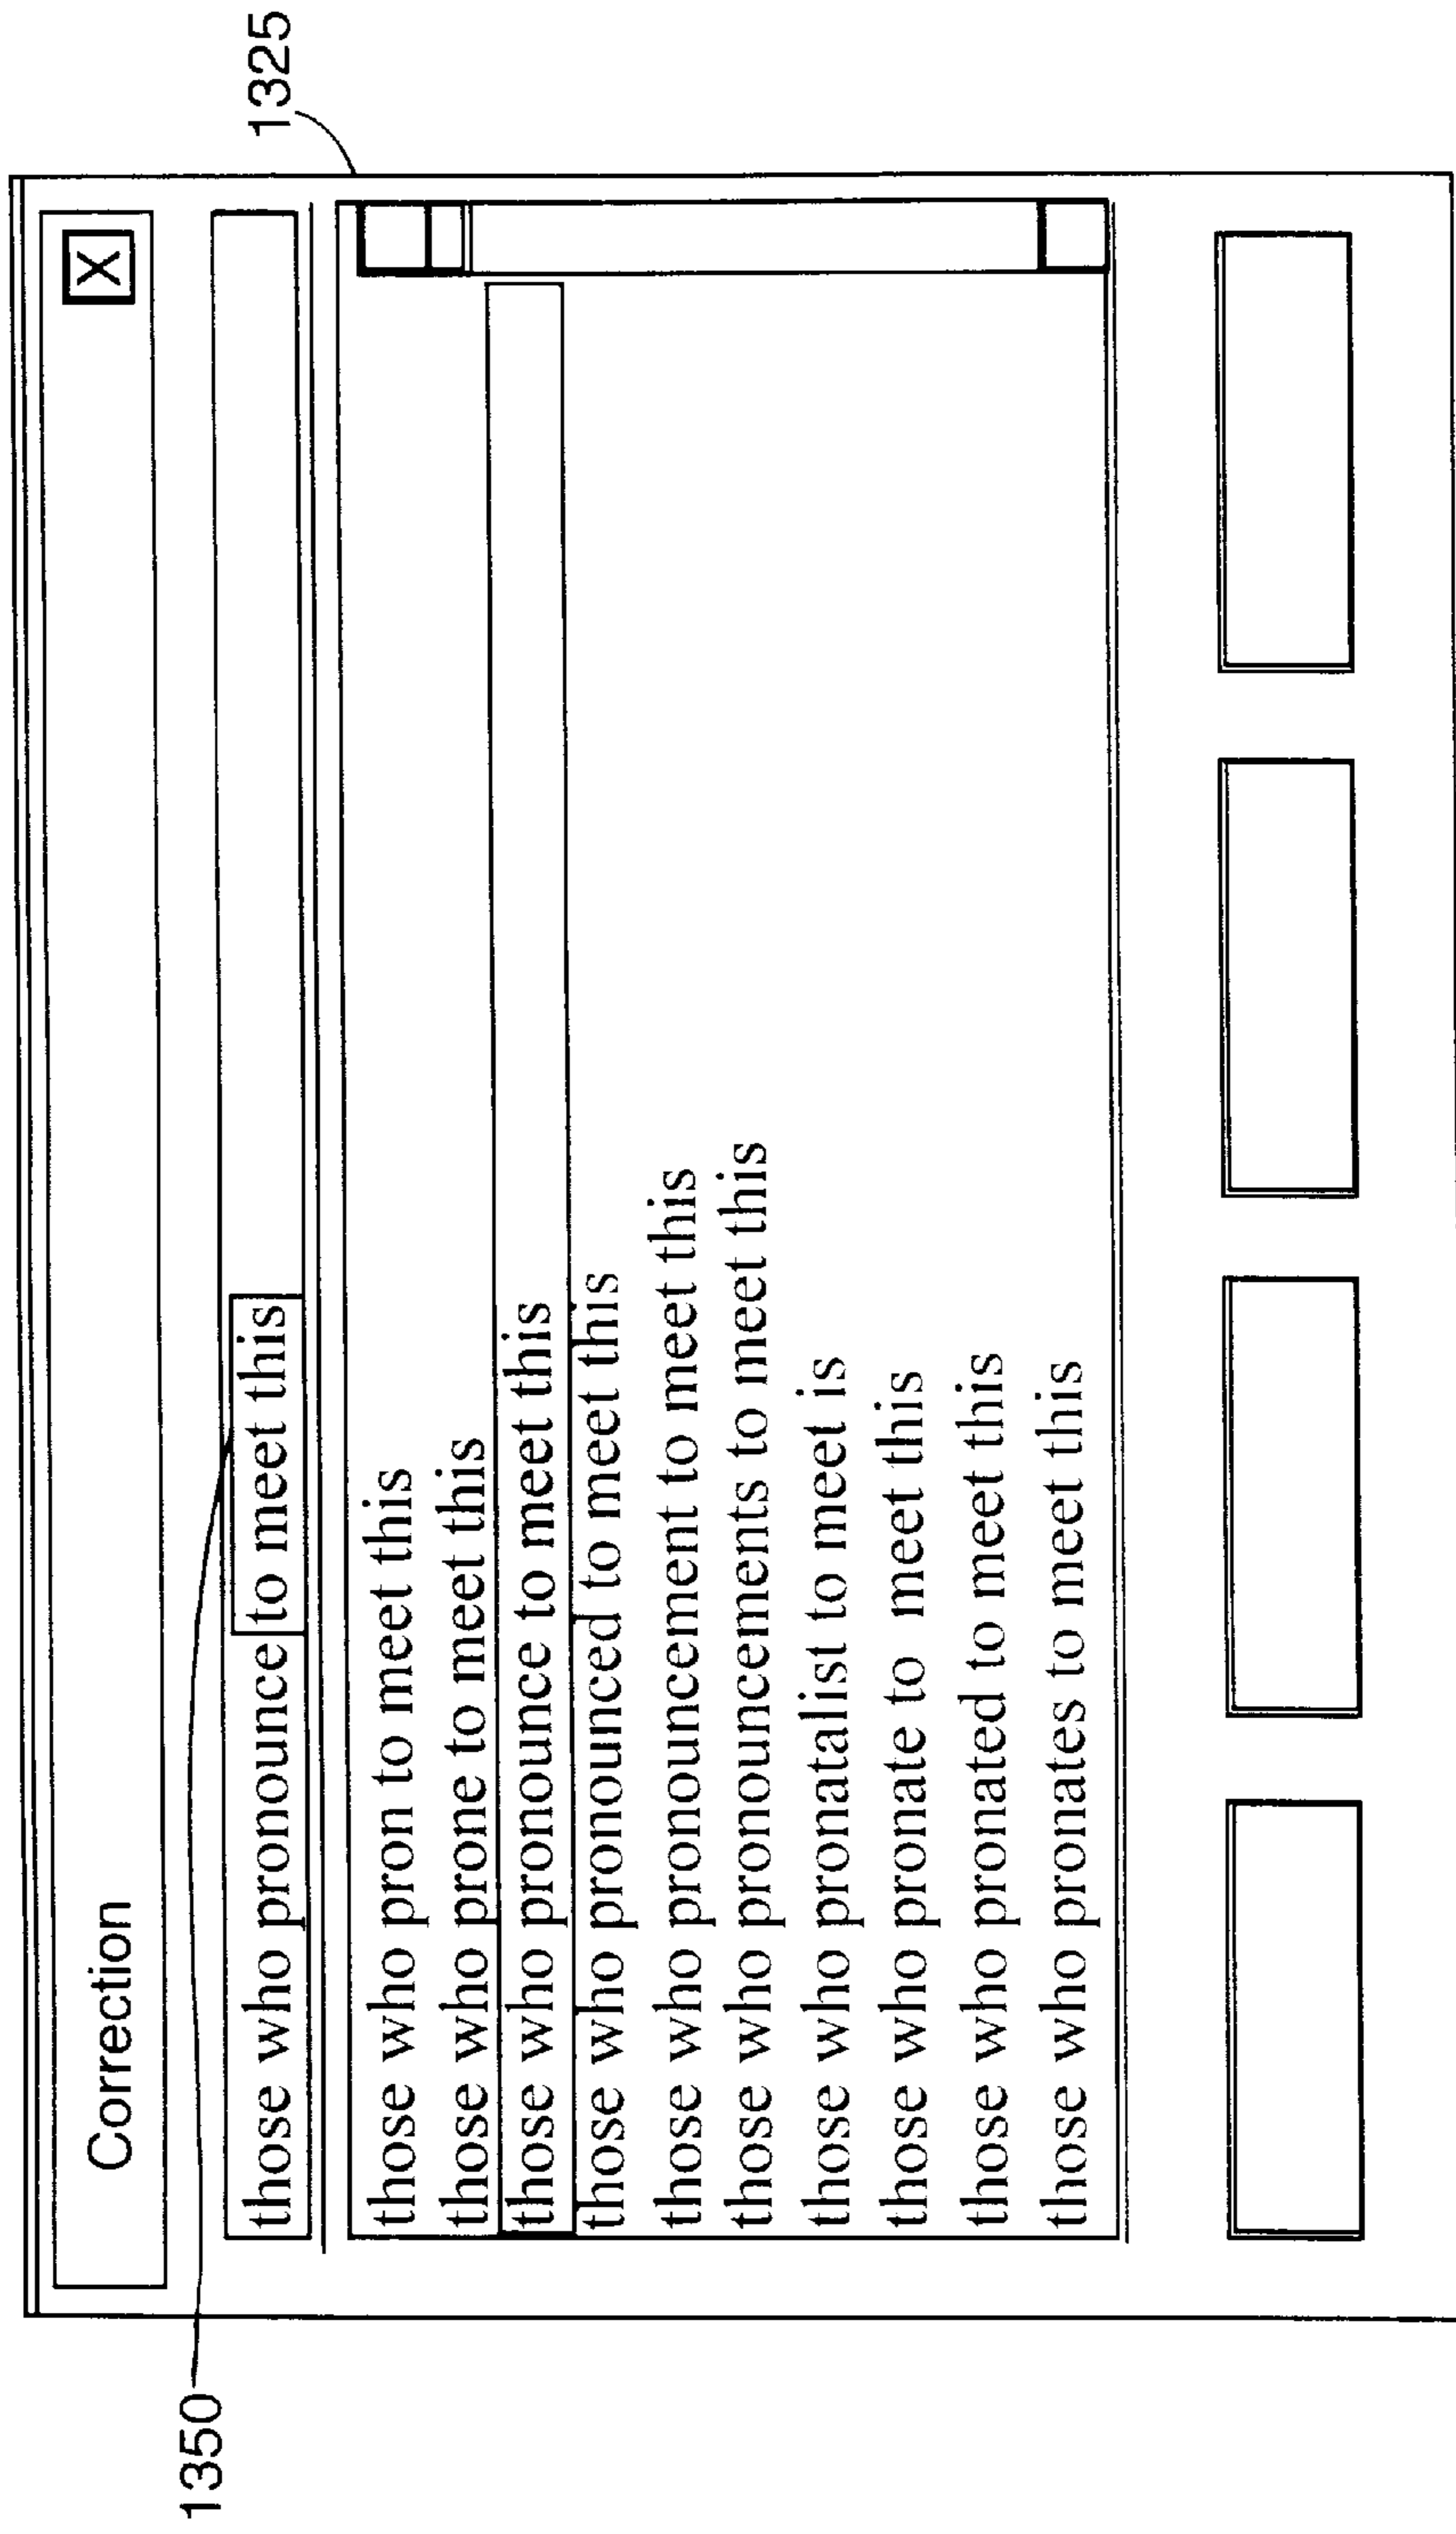 1325
Correction X
those who pronounce to meet this
those who pron to meet this
those who prone to meet this
those who pronounce to meet this
those who pronounced to meet this
those who pronouncement to meet this
those who pronouncements to meet this
those who pronatalist to meet is
those who pronate to meet this
those who pronated to meet this
those who pronates to meet this
1350